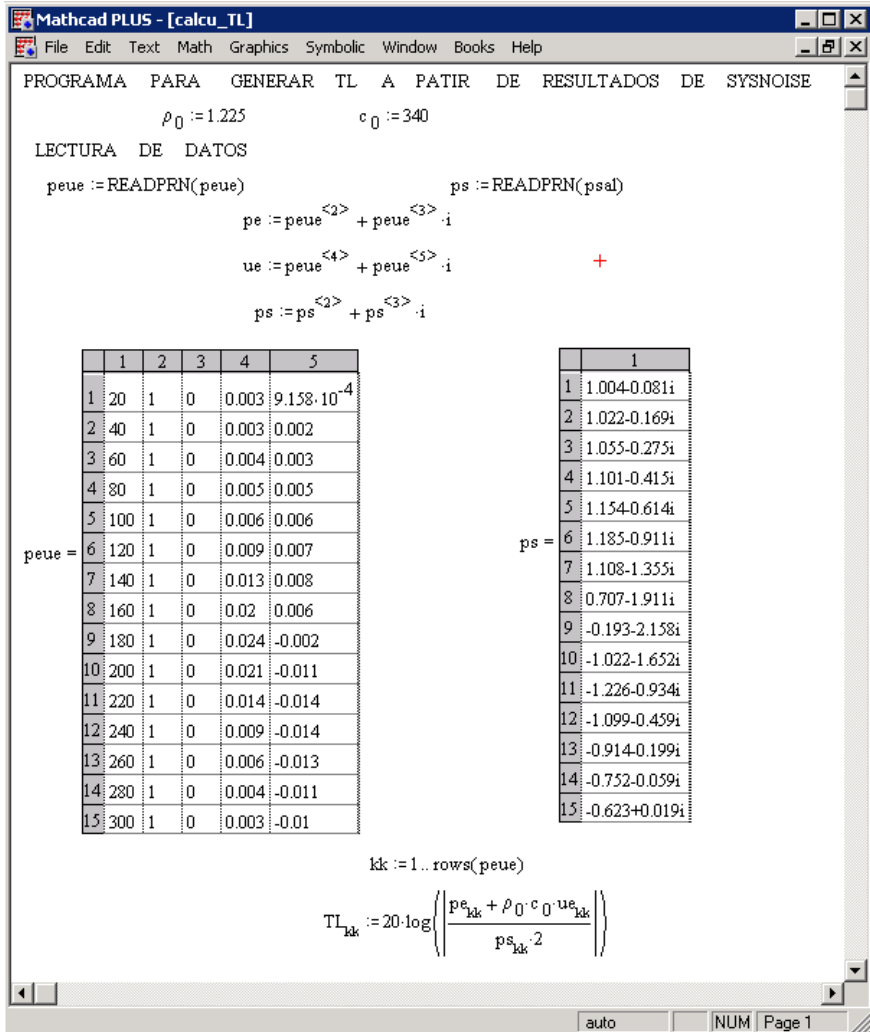 Mathcad PLUS - [calcu_TL]
File Edit Text Math Graphics Symbolic Window Books Help
PROGRAMA PARA GENERAR TL A PATIR DE RESULTADOS DE SYSNOISE
ρ0 := 1.225 c0 := 340
LECTURA DE DATOS
peue := READPRN(peue) ps := READPRN(psal)
pe := peue<2> + peue<3>·i
ue := peue<4> + peue<5>·i
ps := ps<2> + ps<3>·i
peue =
1 2 3 4 5
1 20 1 0 0.003 9.158·10-4
2 40 1 0 0.003 0.002
3 60 1 0 0.004 0.003
4 80 1 0 0.005 0.005
5 100 1 0 0.006 0.006
6 120 1 0 0.009 0.007
7 140 1 0 0.013 0.008
8 160 1 0 0.02 0.006
9 180 1 0 0.024 -0.002
10 200 1 0 0.021 -0.011
11 220 1 0 0.014 -0.014
12 240 1 0 0.009 -0.014
13 260 1 0 0.006 -0.013
14 280 1 0 0.004 -0.011
15 300 1 0 0.003 -0.01
ps =
1
1 1.004-0.081i
2 1.022-0.169i
3 1.055-0.275i
4 1.101-0.415i
5 1.154-0.614i
6 1.185-0.911i
7 1.108-1.355i
8 0.707-1.911i
9 -0.193-2.158i
10 -1.022-1.652i
11 -1.226-0.934i
12 -1.099-0.459i
13 -0.914-0.199i
14 -0.752-0.059i
15 -0.623+0.019i
kk := 1 .. rows(peue)
TLkk := 20·log(|pekk + ρ0·c0·uekk / pskk·2|)
auto NUM Page 1